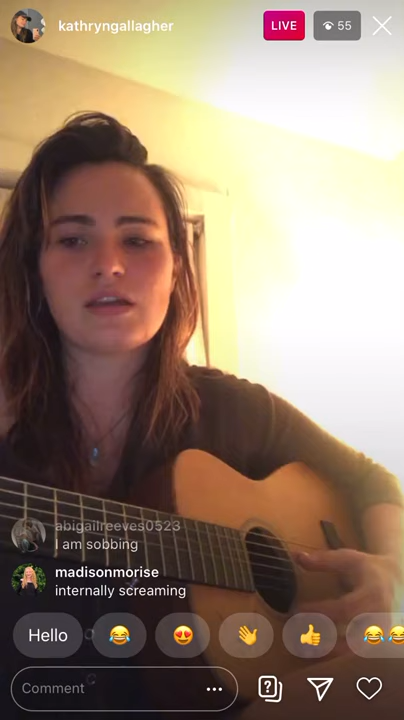 kathryngallagher
LIVE
55
abigailreeves0523
I am sobbing
madisonmorise
internally screaming
Hello
Comment